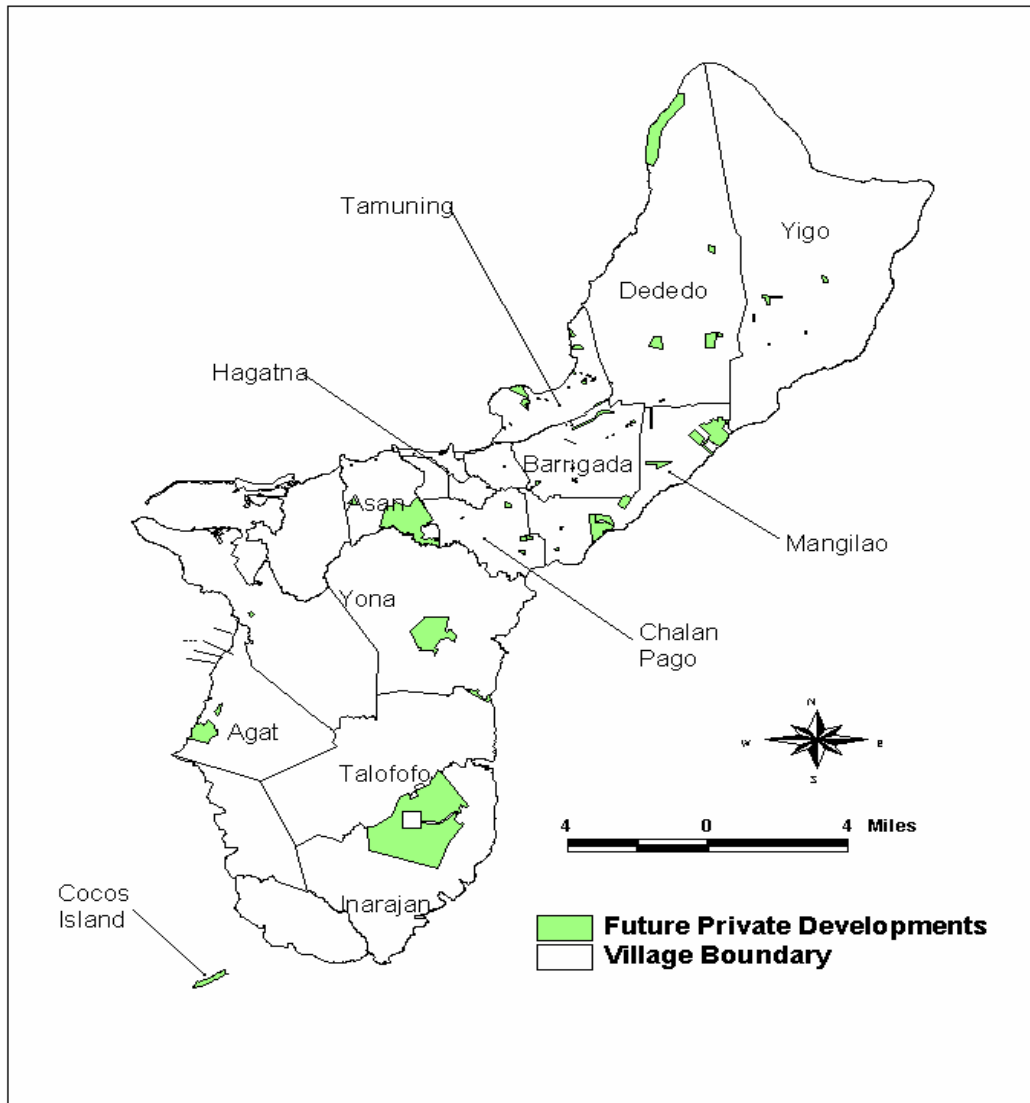 Tamuning
Yigo
Dededo
Hagatna
Barrigada
Asan
Mangilao
Yona
Chalan
Pago
Agat
N
W
E
S
Talofofo
4 0 4 Miles
Cocos
Island
Inarajan
Future Private Developments
Village Boundary